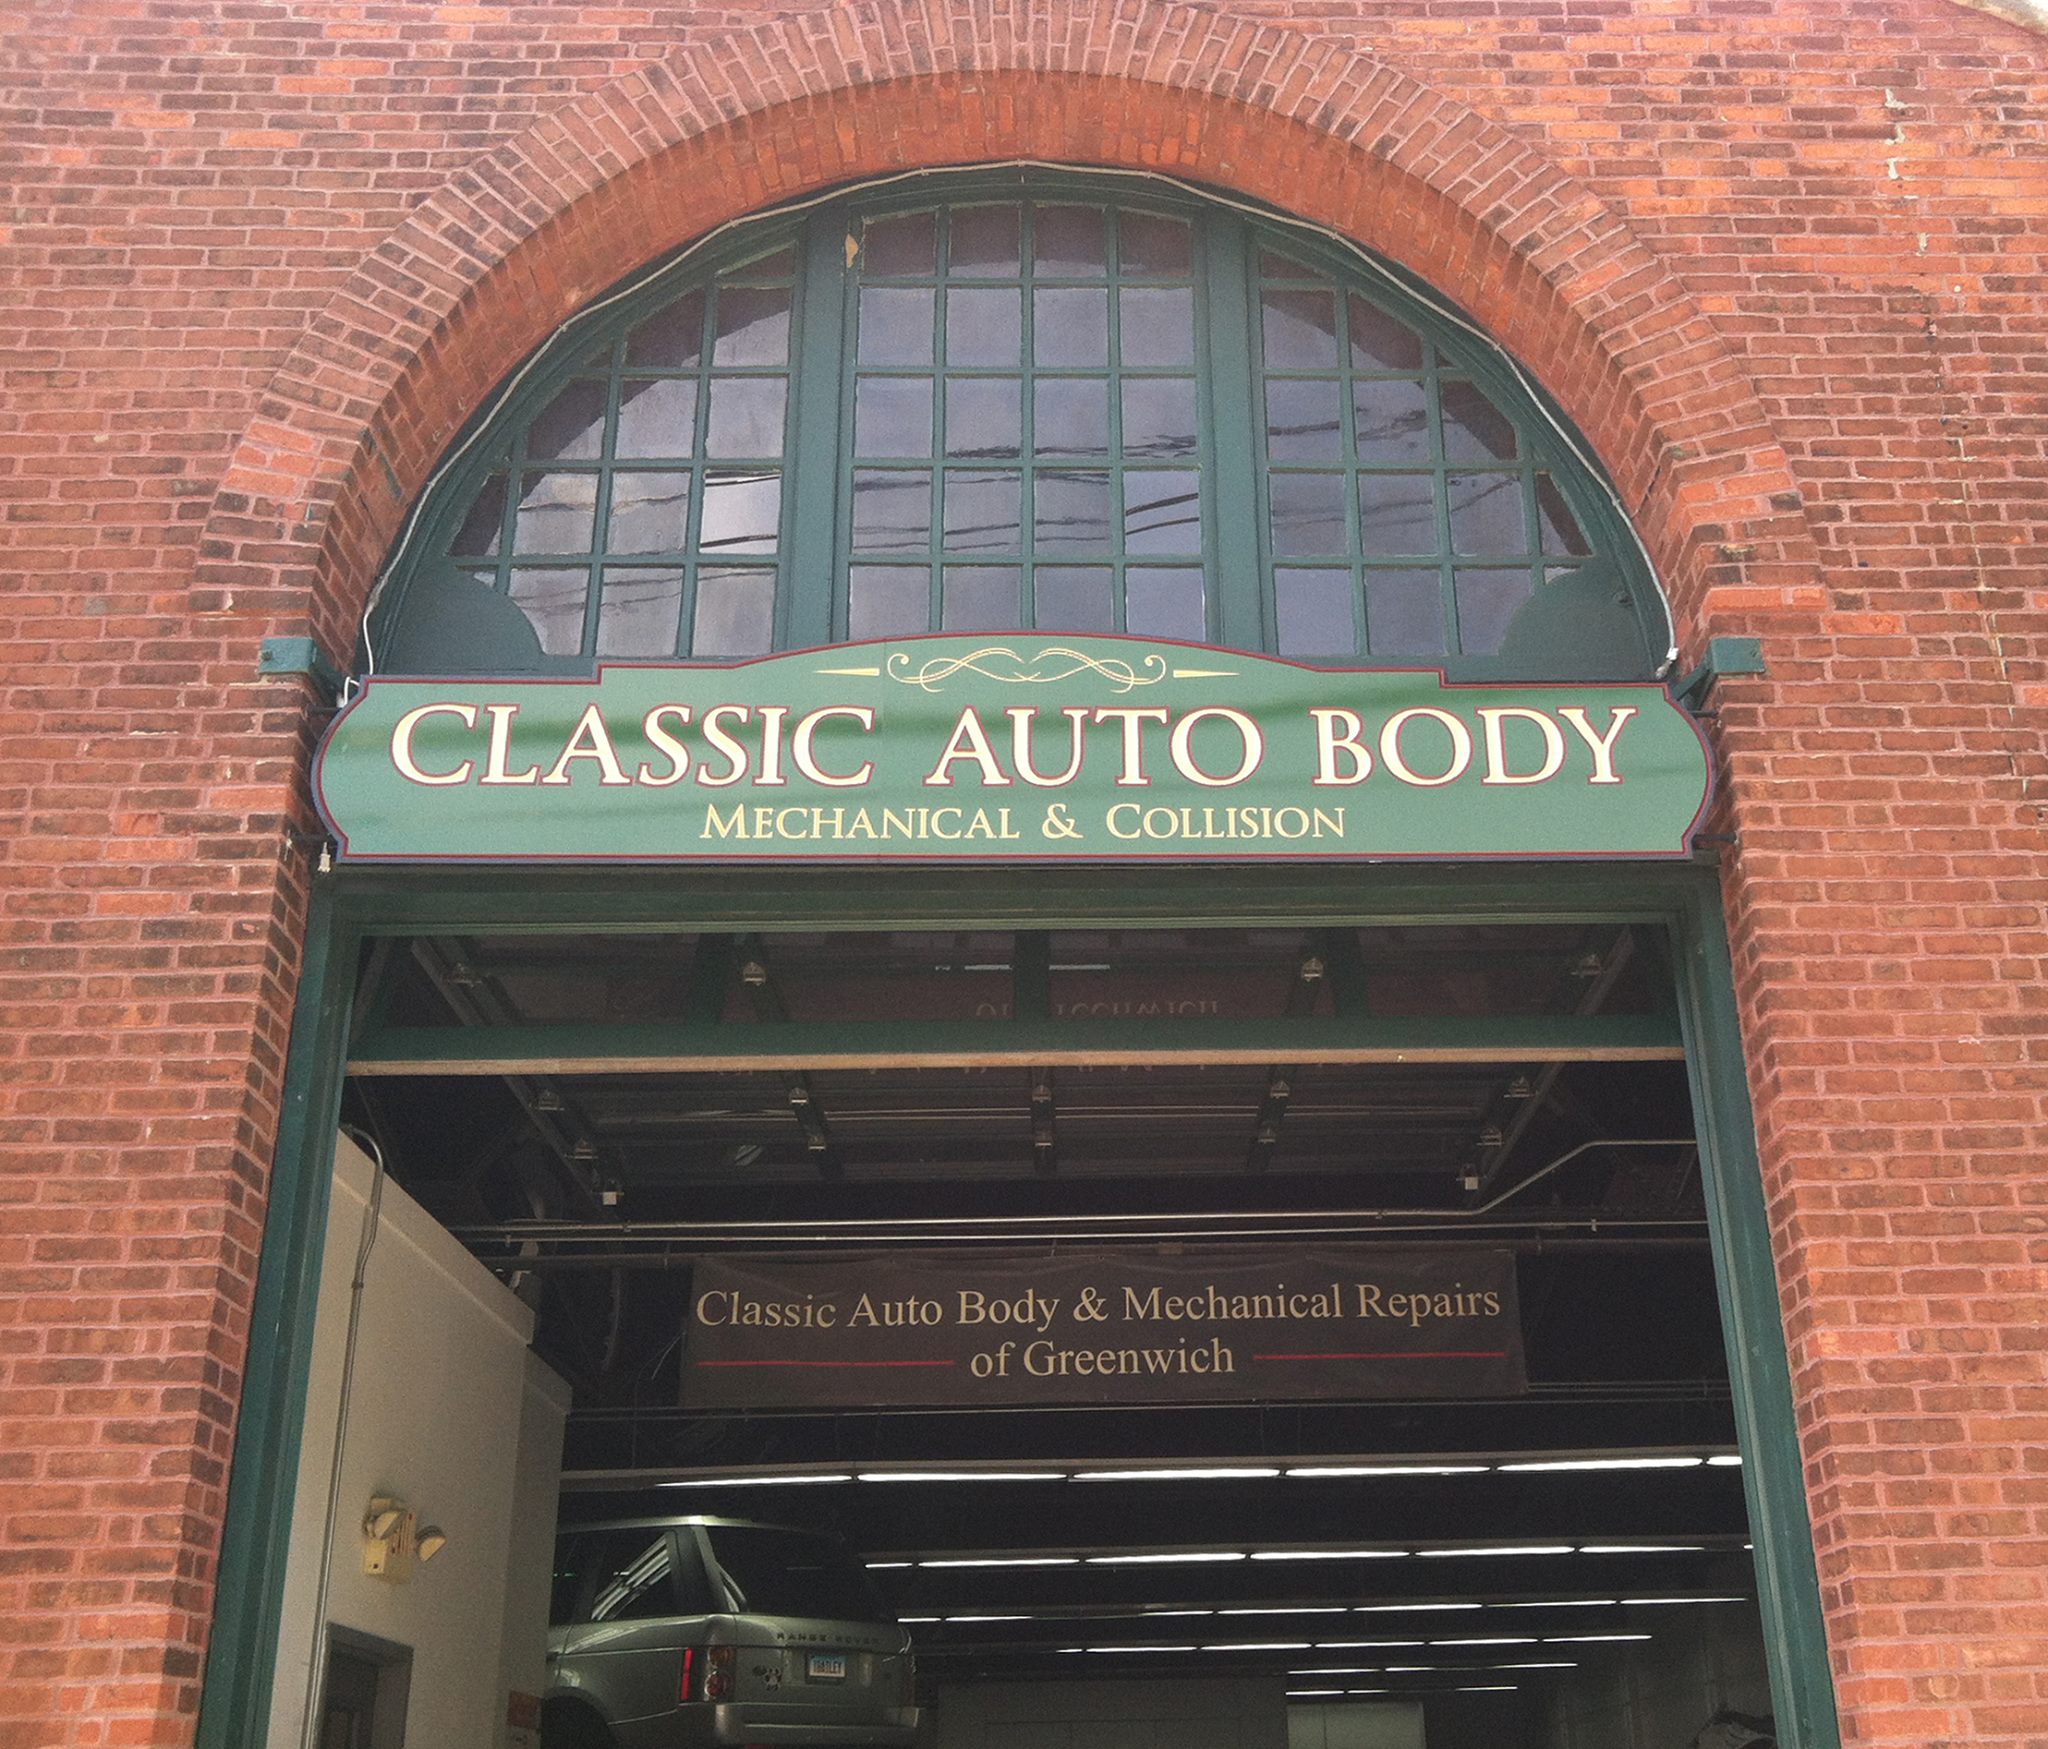 CLASSIC AUTO BODY
MECHANICAL & COLLISION
Classic Auto Body & Mechanical Repairs
of Greenwich
RANGE ROVER